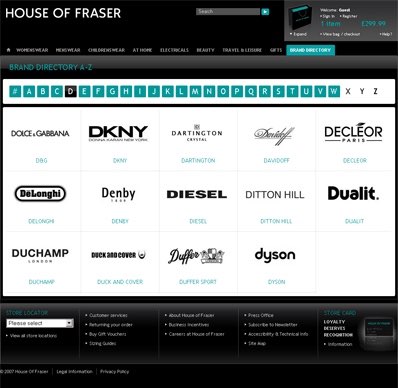 HOUSE OF FRASER
Search
Welcome Guest
Sign In Register
1 item £299.99
Expand View bag / checkout Help!
WOMENSWEAR MENSWEAR CHILDRENSWEAR AT HOME ELECTRICALS BEAUTY TRAVEL & LEISURE GIFTS BRAND DIRECTORY
BRAND DIRECTORY A-Z
# A B C D E F G H I J K L M N O P Q R S T U V W X Y Z
DOLCE & GABBANA
DKNY
DONNA KARAN NEW YORK
DARTINGTON
CRYSTAL
Davidoff
DECLÉOR
PARIS
D&G DKNY DARTINGTON DAVIDOFF DECLEOR
DeLonghi
Denby
1809
DIESEL
DITTON HILL
Dualit.
DELONGHI DENBY DIESEL DITTON HILL DUALIT
DUCHAMP
LONDON
DUCK AND COVER
Duffer
dyson
DUCHAMP DUCK AND COVER DUFFER SPORT DYSON
STORE LOCATOR
Please select
View all store locations
Customer services
Returning your order
Buy Gift Vouchers
Sizing Guides
About House of Fraser
Business Incentives
Careers at House of Fraser
Press Office
Subscribe to Newsletter
Accessibility & Technical Info
Site map
STORE CARD
LOYALTY
DESERVES
RECOGNITION
Information
© 2007 House of Fraser Legal Information Privacy Policy